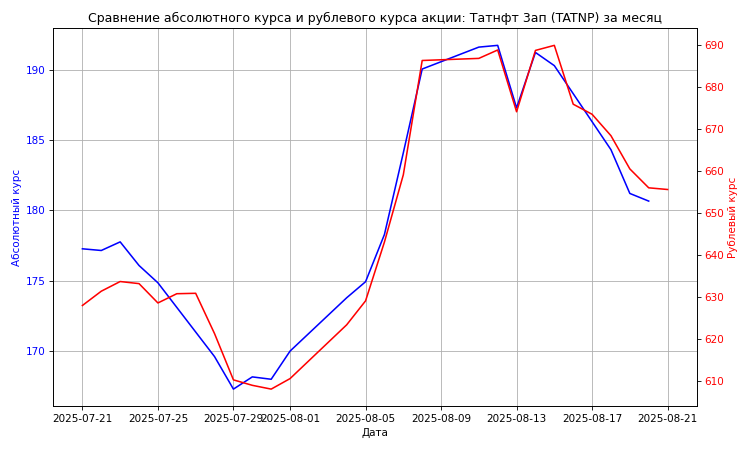 Сравнение абсолютного курса и рублевого курса акции: Татнфт 3ап (TATNP) за месяц
190
185
180
175
170
Абсолютный курс
690
680
670
660
650
640
630
620
610
Рублевый курс
2025-07-21 2025-07-25 2025-07-29 2025-08-01 2025-08-05 2025-08-09 2025-08-13 2025-08-17 2025-08-21
Дата